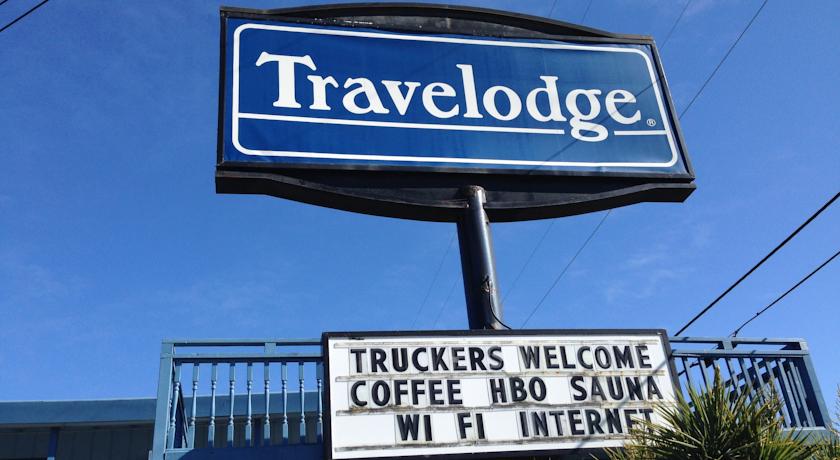 Travelodge®
TRUCKERS WELCOME
COFFEE HBO SAUNA
WI FI INTERNET